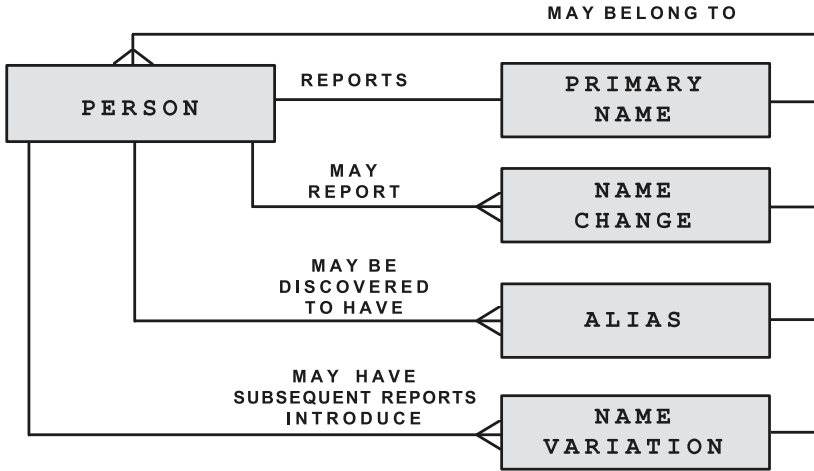 MAY BELONG TO
REPORTS
PERSON
PRIMARY
NAME
MAY
REPORT
NAME
CHANGE
MAY BE
DISCOVERED
TO HAVE
ALIAS
MAY HAVE
SUBSEQUENT REPORTS
INTRODUCE
NAME
VARIATION